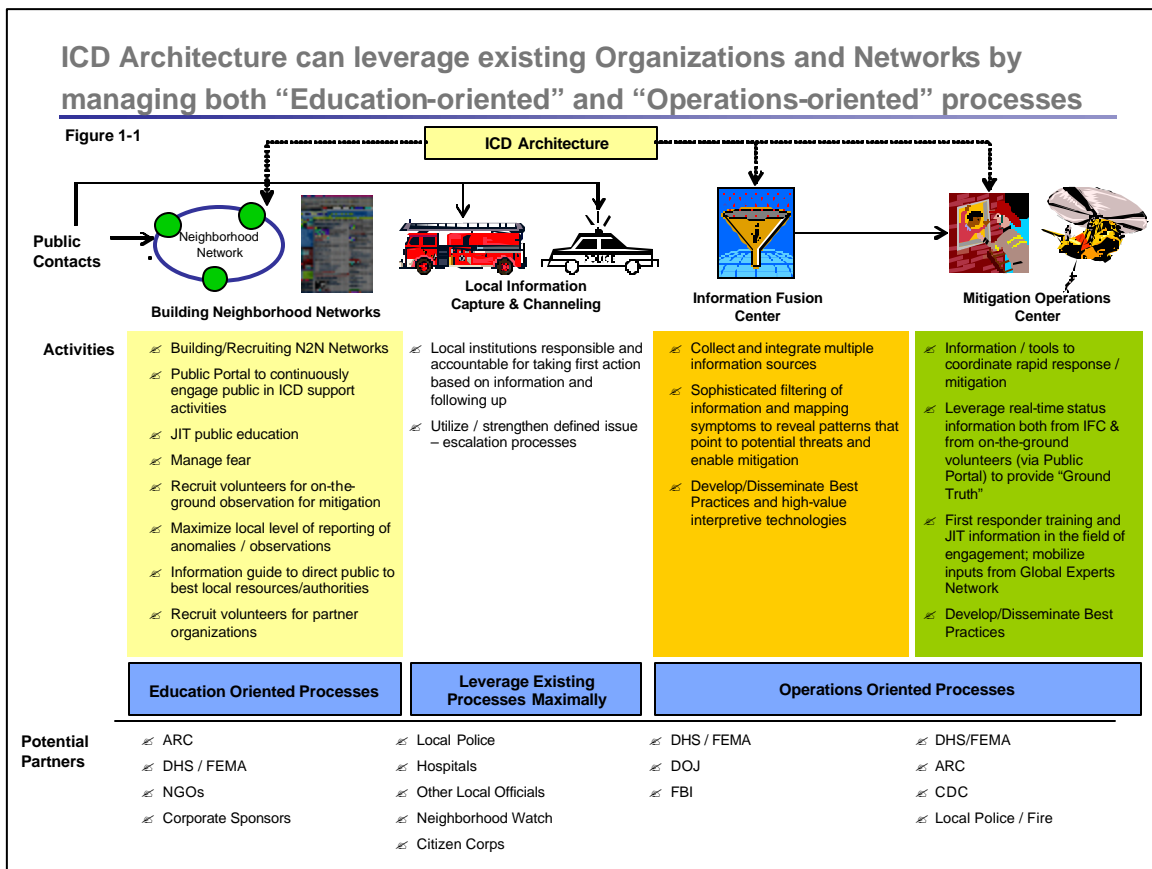 ICD Architecture can leverage existing Organizations and Networks by
managing both “Education-oriented” and “Operations-oriented” processes
Figure 1-1
ICD Architecture
Public
Contacts
Neighborhood
Network
POLICE
Building Neighborhood Networks
Local Information
Capture & Channeling
Information Fusion
Center
Mitigation Operations
Center
Activities
Building/Recruiting N2N Networks
Public Portal to continuously
engage public in ICD support
activities
JIT public education
Manage fear
Recruit volunteers for on-the-
ground observation for mitigation
Maximize local level of reporting of
anomalies / observations
Information guide to direct public to
best local resources/authorities
Recruit volunteers for partner
organizations
Local institutions responsible and
accountable for taking first action
based on information and
following up
Utilize / strengthen defined issue
– escalation processes
Collect and integrate multiple
information sources
Sophisticated filtering of
information and mapping
symptoms to reveal patterns that
point to potential threats and
enable mitigation
Develop/Disseminate Best
Practices and high-value
interpretive technologies
Information / tools to
coordinate rapid response /
mitigation
Leverage real-time status
information both from IFC &
from on-the-ground
volunteers (via Public
Portal) to provide “Ground
Truth”
First responder training and
JIT information in the field of
engagement; mobilize
inputs from Global Experts
Network
Develop/Disseminate Best
Practices
Education Oriented Processes
Leverage Existing
Processes Maximally
Operations Oriented Processes
Potential
Partners
ARC
DHS / FEMA
NGOs
Corporate Sponsors
Local Police
Hospitals
Other Local Officials
Neighborhood Watch
Citizen Corps
DHS / FEMA
DOJ
FBI
DHS/FEMA
ARC
CDC
Local Police / Fire